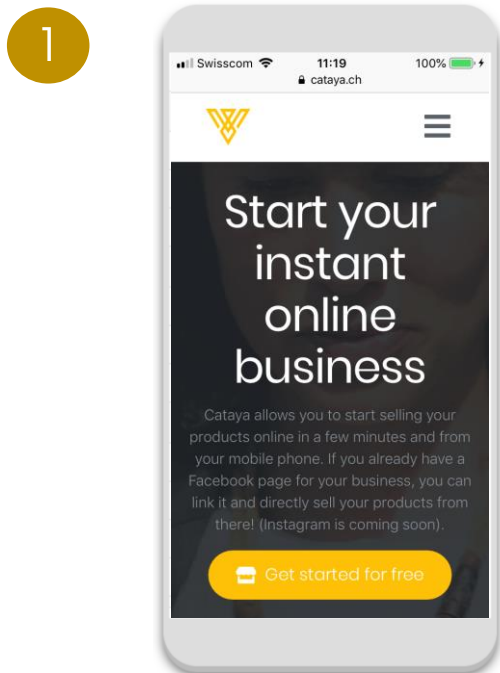 1
Swisscom 11:19 100%
cataya.ch
Start your
instant
online
business
Cataya allows you to start selling your
products online in a few minutes and from
your mobile phone. If you already have a
Facebook page for your business, you can
link it and directly sell your products from
there! (Instagram is coming soon).
Get started for free